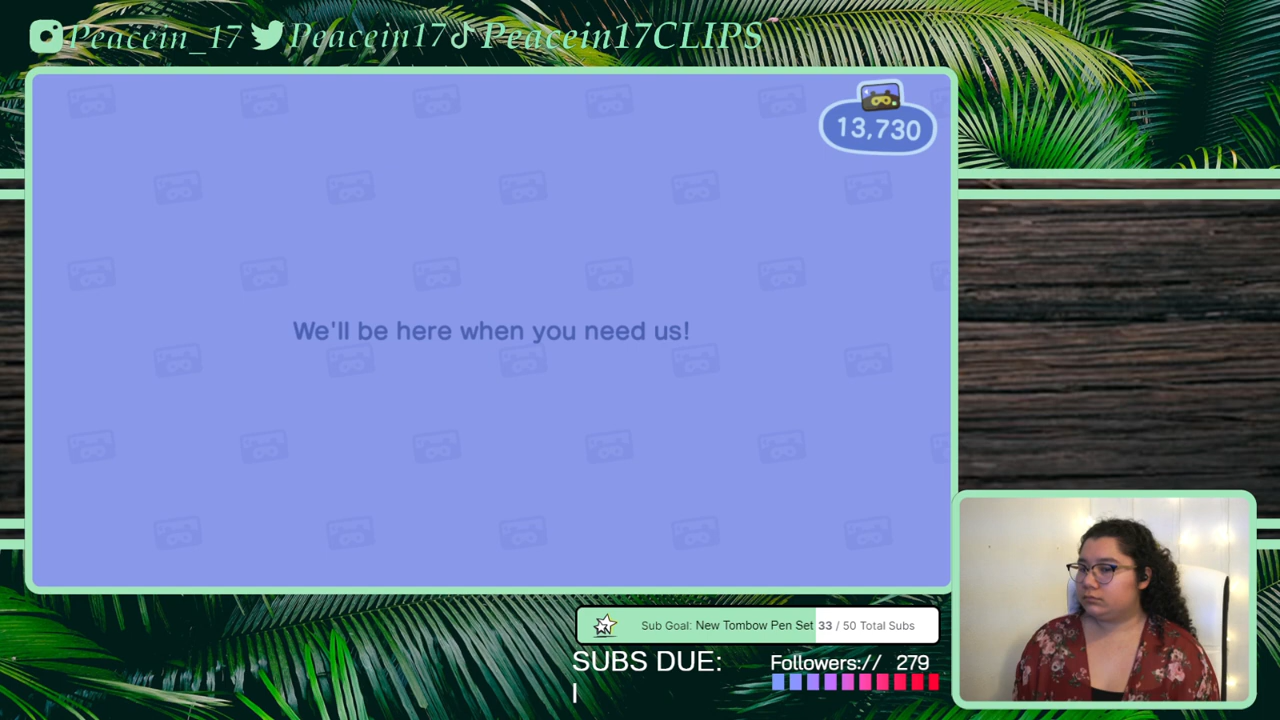 Peacein_17 Peacein17 Peacein17CLIPS
13,730
We'll be here when you need us!
Sub Goal: New Tombow Pen Set 33 / 50 Total Subs
SUBS DUE:
Followers:// 279
I